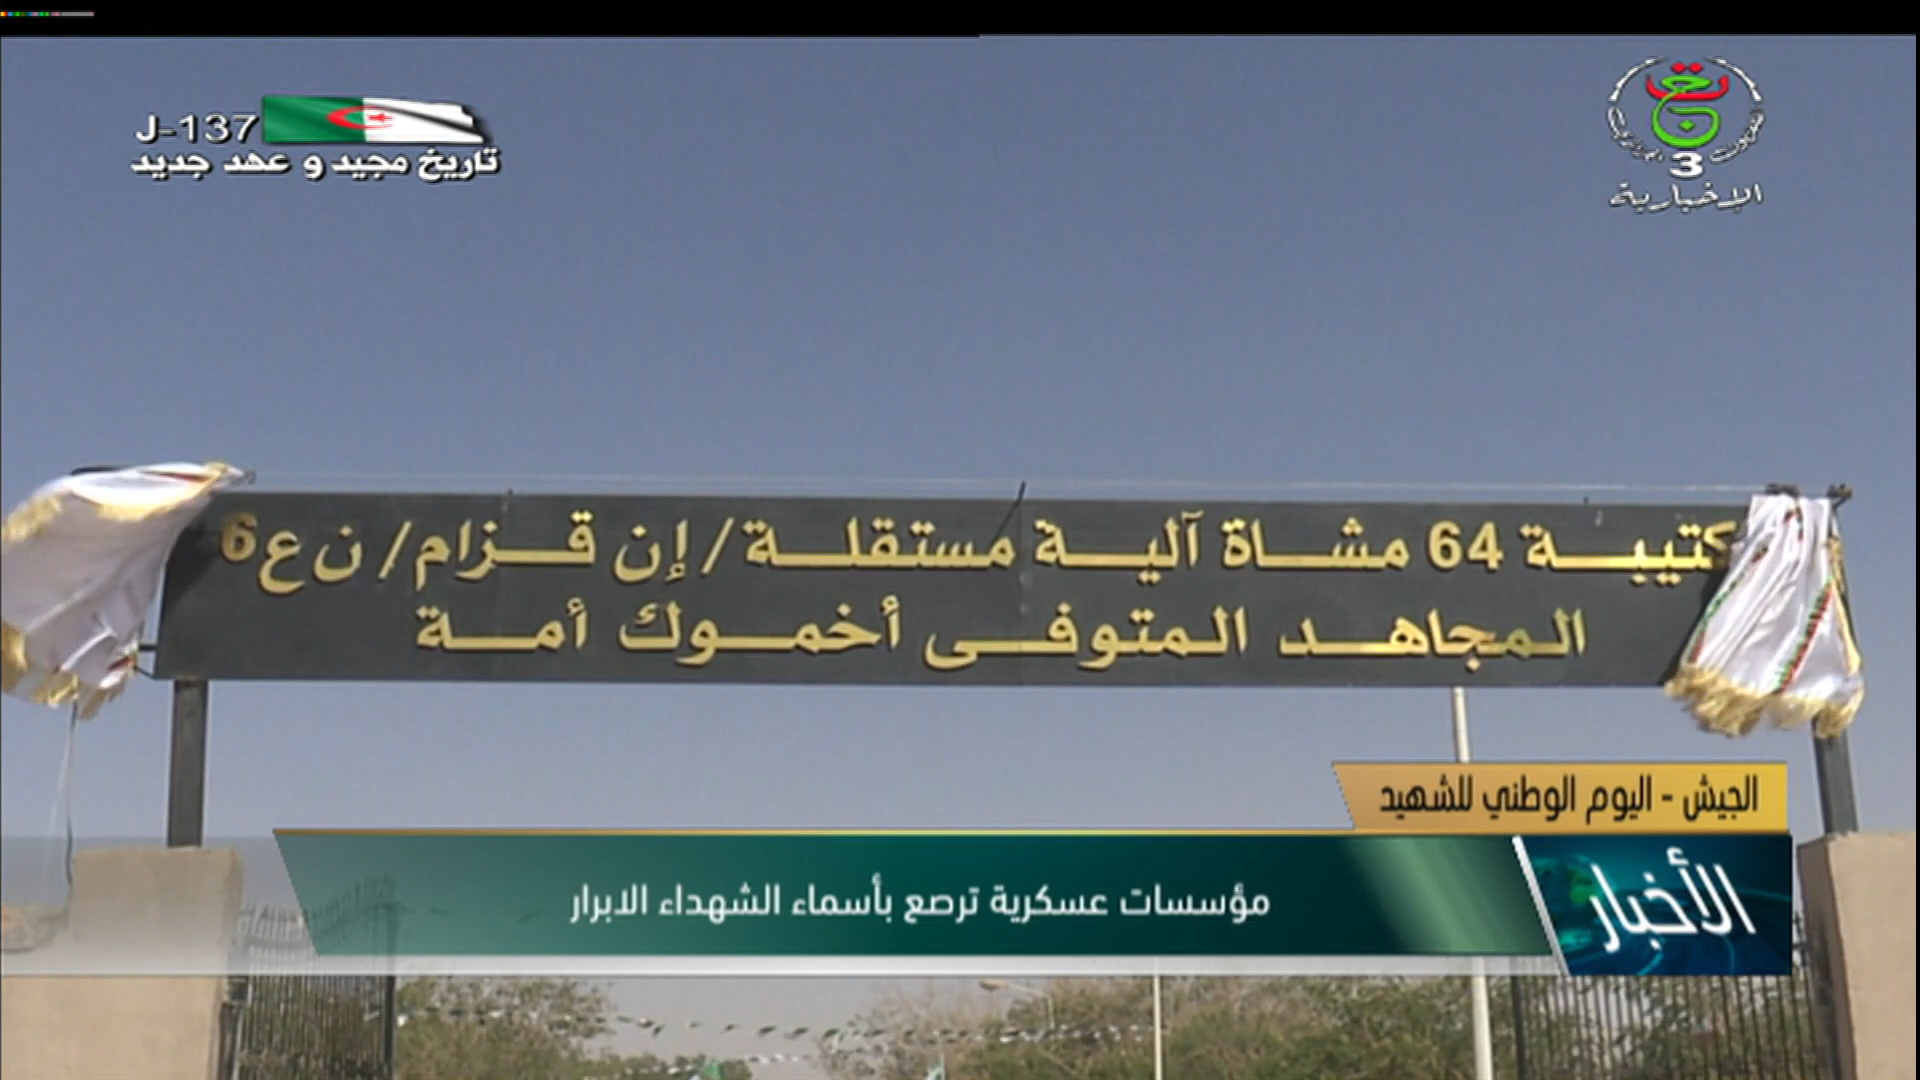 J-137
تاريخ مجيد و عهد جديد
3
الإخبارية
كتيبة 64 مشاة آلية مستقلة/إن قزام/ن ع6
المجاهد المتوفى أخموك أمة
الجيش - اليوم الوطني للشهيد
الأخبار
مؤسسات عسكرية ترصع بأسماء الشهداء الابرار